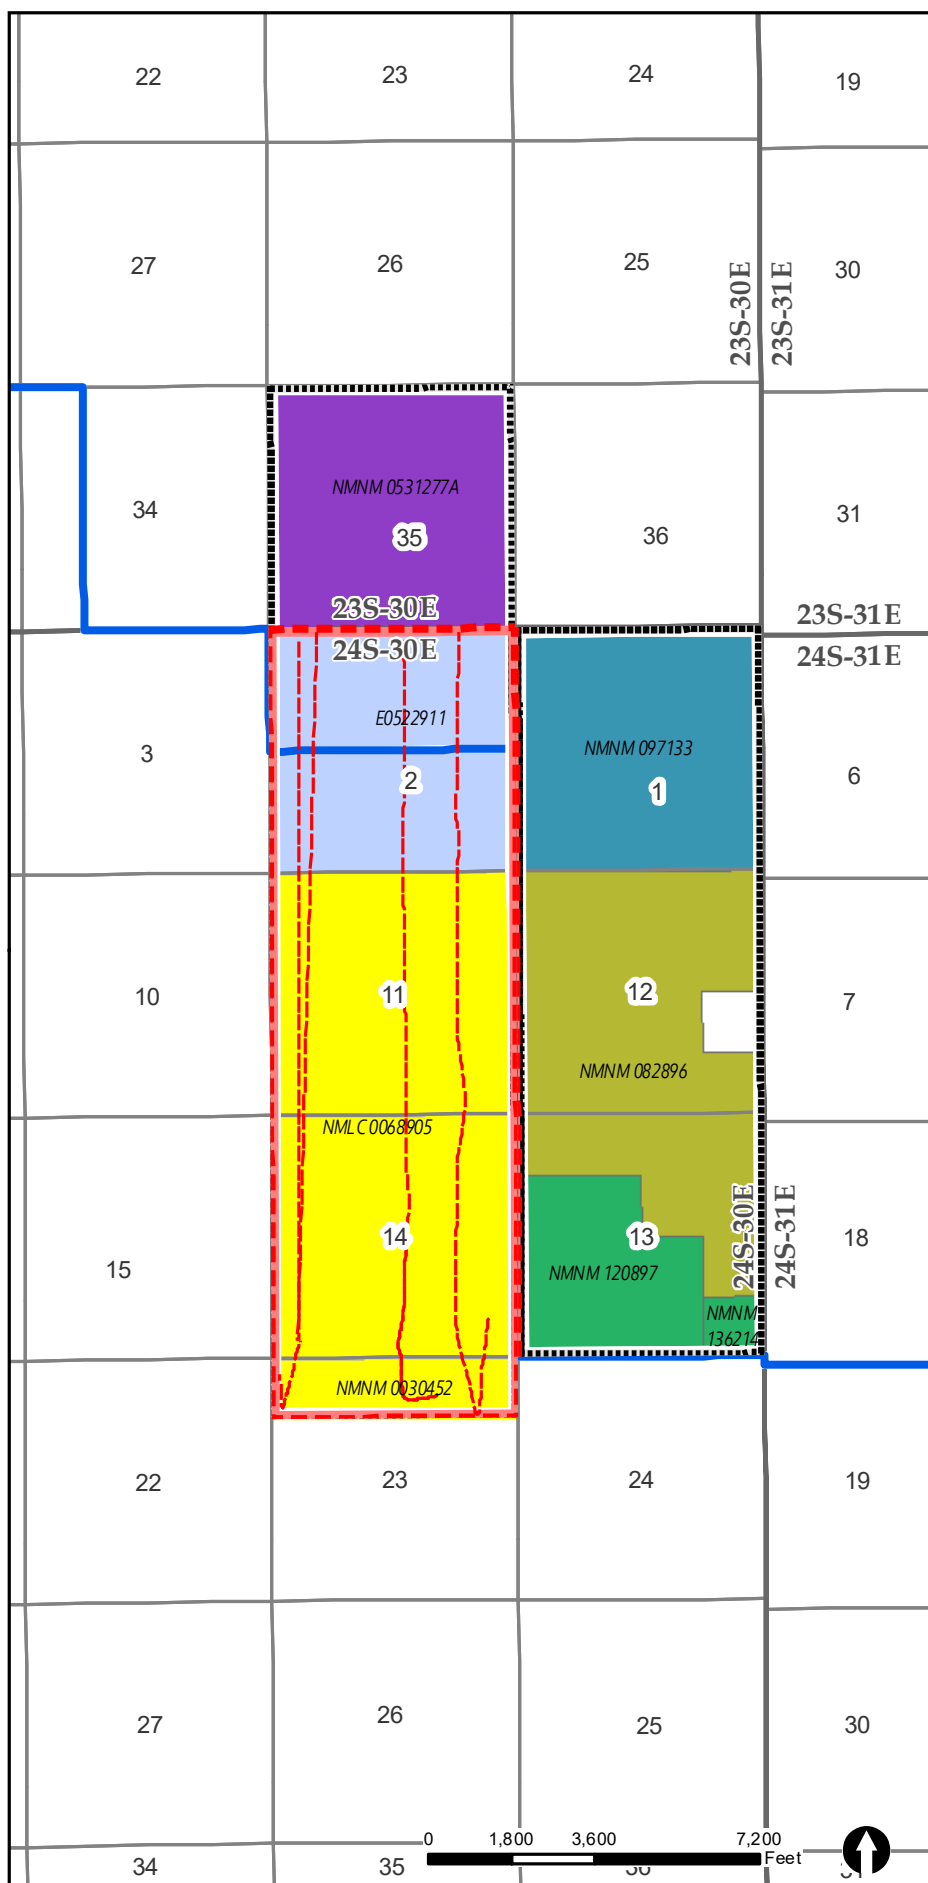 22 23 24 19
27 26 25 30
23S-30E
23S-31E
34 NMNM 0531277A 36 31
35
23S-30E 23S-31E
24S-30E 24S-31E
E0522911 NMNM 097133
3 2 1 6
10 11 12 7
NMNM 082896
NMLC0068905
24S-30E
24S-31E
15 14 13 18
NMNM 120897
NMNM
136214
NMNM 0030452
22 23 24 19
27 26 25 30
0 1,800 3,600 7,200
Feet
34 35 36